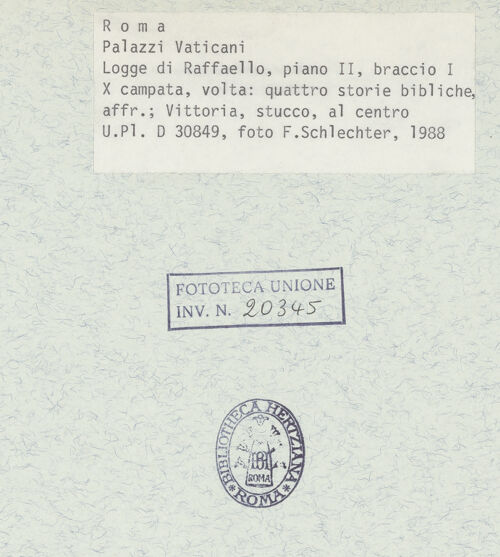 R o m a
Palazzi Vaticani
Logge di Raffaello, piano II, braccio I
X campata, volta: quattro storie bibliche,
affr.; Vittoria, stucco, al centro
U.Pl. D 30849, foto F.Schlechter, 1988
FOTOTECA UNIONE
INV. N. 20345
BIBLIOTHECA HERTZIANA
ROMA
* ROMA *